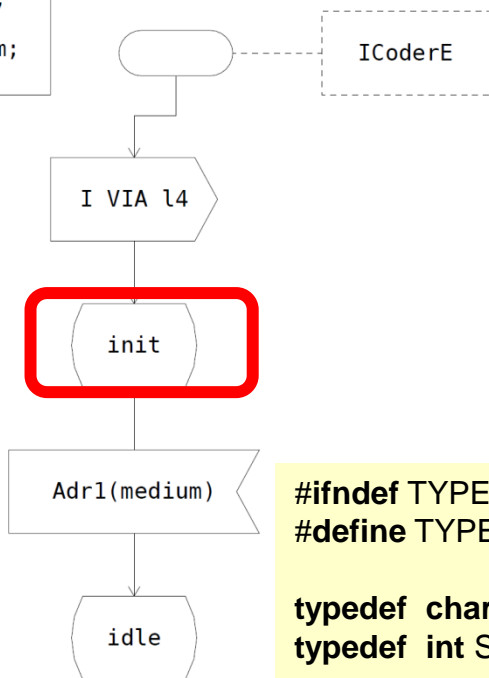 m;
ICoderE
I VIA l4
init
Adr1(medium)
idle
#ifndef TYPE
#define TYPE
typedef char
typedef int S